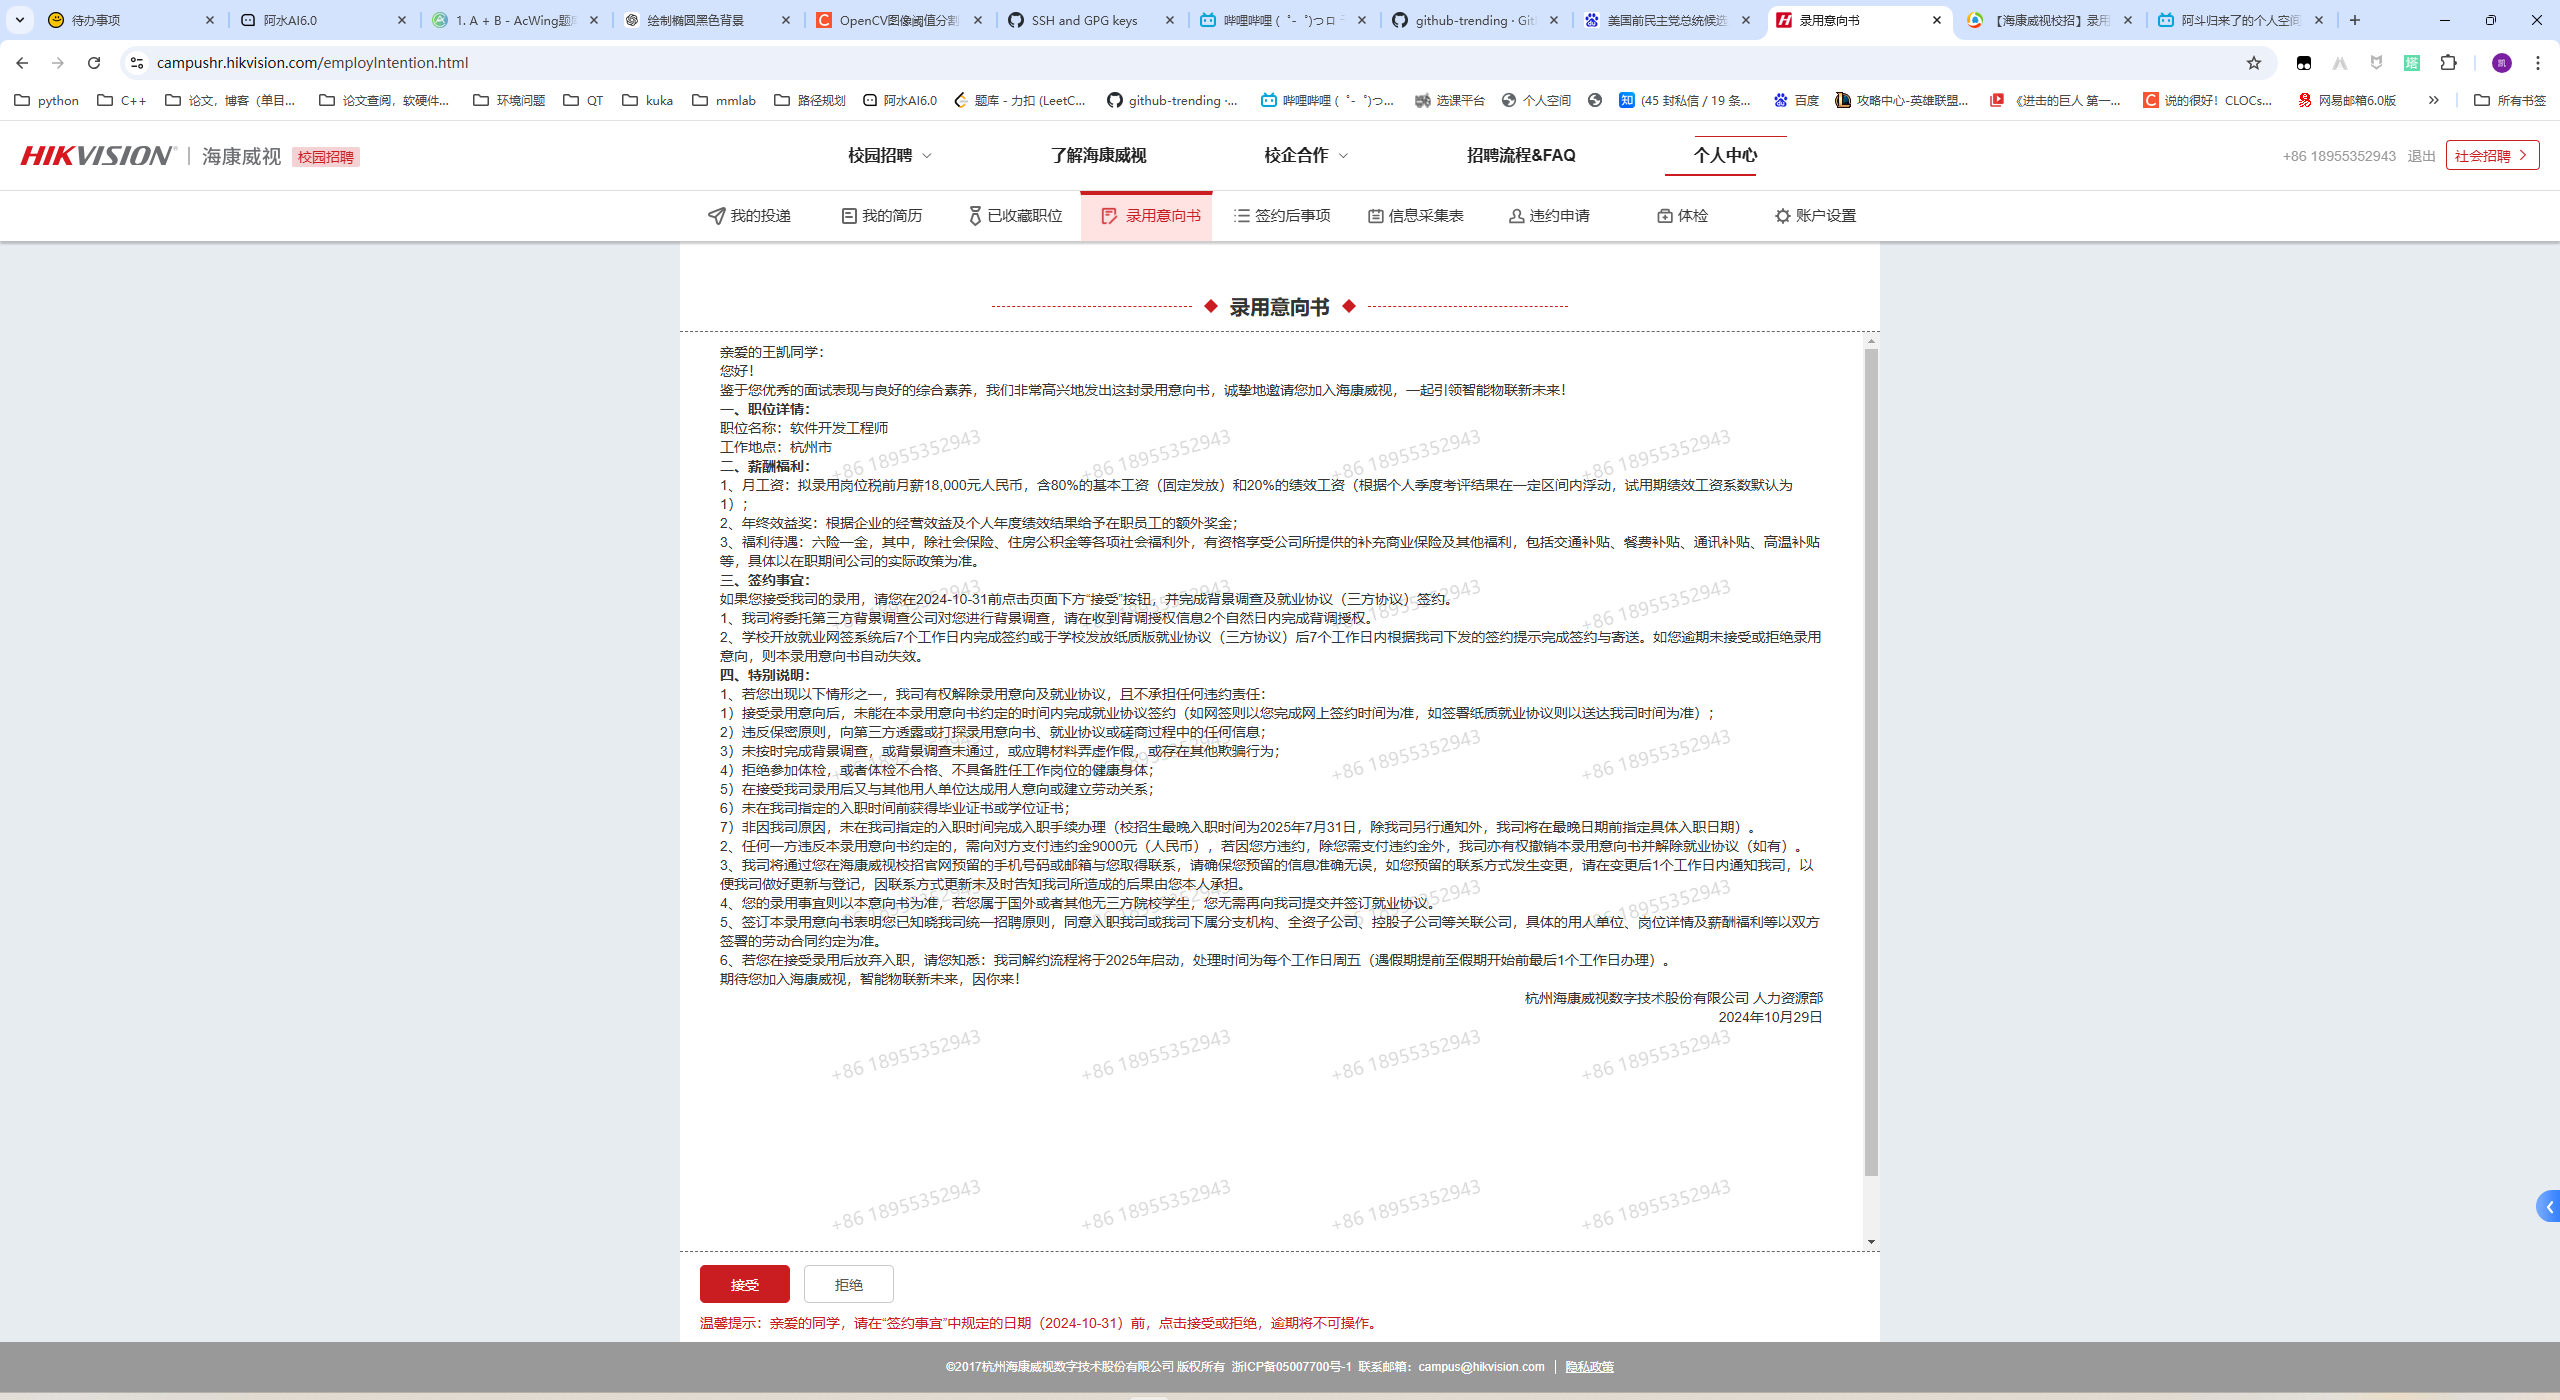 待办事项
阿水AI6.0
1. A + B - AcWing题
绘制椭圆黑色背景
OpenCV图像阈值分割
SSH and GPG keys
哔哩哔哩 ( ゜- ゜)つロ
github-trending · Git
美国前民主党总统候选
录用意向书
【海康威视校招】录用
阿斗归来了的个人空间
campushr.hikvision.com/employIntention.html
凯
python
C++
论文，博客（单目...
论文查阅，软硬件...
环境问题
QT
kuka
mmlab
路径规划
阿水AI6.0
题库 - 力扣 (LeetC...
github-trending ·...
哔哩哔哩 ( ゜- ゜)つ...
选课平台
个人空间
(45 封私信 / 19 条...
百度
攻略中心-英雄联盟...
《进击的巨人 第一...
说的很好！CLOCs...
网易邮箱6.0版
所有书签
HIKVISION 海康威视 校园招聘
校园招聘
了解海康威视
校企合作
招聘流程&FAQ
个人中心
+86 18955352943 退出 社会招聘
我的投递
我的简历
已收藏职位
录用意向书
签约后事项
信息采集表
违约申请
体检
账户设置
录用意向书
亲爱的王凯同学：
您好！
鉴于您优秀的面试表现与良好的综合素养，我们非常高兴地发出这封录用意向书，诚挚地邀请您加入海康威视，一起引领智能物联新未来！
一、职位详情：
职位名称：软件开发工程师
工作地点：杭州市
二、薪酬福利：
1、月工资：拟录用岗位税前月薪18,000元人民币，含80%的基本工资（固定发放）和20%的绩效工资（根据个人季度考评结果在一定区间内浮动，试用期绩效工资系数默认为
1）；
2、年终效益奖：根据企业的经营效益及个人年度绩效结果给予在职员工的额外奖金；
3、福利待遇：六险一金，其中，除社会保险、住房公积金等各项社会福利外，有资格享受公司所提供的补充商业保险及其他福利，包括交通补贴、餐费补贴、通讯补贴、高温补贴
等，具体以在职期间公司的实际政策为准。
三、签约事宜：
如果您接受我司的录用，请您在2024-10-31前点击页面下方“接受”按钮，并完成背景调查及就业协议（三方协议）签约。
1、我司将委托第三方背景调查公司对您进行背景调查，请在收到背调授权信息2个自然日内完成背调授权。
2、学校开放就业网签系统后7个工作日内完成签约或于学校发放纸质版就业协议（三方协议）后7个工作日内根据我司下发的签约提示完成签约与寄送。如您逾期未接受或拒绝录用
意向，则本录用意向书自动失效。
四、特别说明：
1、若您出现以下情形之一，我司有权解除录用意向及就业协议，且不承担任何违约责任：
1）接受录用意向后，未能在本录用意向书约定的时间内完成就业协议签约（如网签则以您完成网上签约时间为准，如签署纸质就业协议则以送达我司时间为准）；
2）违反保密原则，向第三方透露或打探录用意向书、就业协议或磋商过程中的任何信息；
3）未按时完成背景调查，或背景调查未通过，或应聘材料弄虚作假，或存在其他欺骗行为；
4）拒绝参加体检，或者体检不合格、不具备胜任工作岗位的健康身体；
5）在接受我司录用后又与其他用人单位达成用人意向或建立劳动关系；
6）未在我司指定的入职时间前获得毕业证书或学位证书；
7）非因我司原因，未在我司指定的入职时间完成入职手续办理（校招生最晚入职时间为2025年7月31日，除我司另行通知外，我司将在最晚日期前指定具体入职日期）。
2、任何一方违反本录用意向书约定的，需向对方支付违约金9000元（人民币），若因您方违约，除您需支付违约金外，我司亦有权撤销本录用意向书并解除就业协议（如有）。
3、我司将通过您在海康威视校招官网预留的手机号码或邮箱与您取得联系，请确保您预留的信息准确无误，如您预留的联系方式发生变更，请在变更后1个工作日内通知我司，以
便我司做好更新与登记，因联系方式更新未及时告知我司所造成的后果由您本人承担。
4、您的录用事宜则以本意向书为准，若您属于国外或者其他无三方院校学生，您无需再向我司提交并签订就业协议。
5、签订本录用意向书表明您已知晓我司统一招聘原则，同意入职我司或我司下属分支机构、全资子公司、控股子公司等关联公司，具体的用人单位、岗位详情及薪酬福利等以双方
签署的劳动合同约定为准。
6、若您在接受录用后放弃入职，请您知悉：我司解约流程将于2025年启动，处理时间为每个工作日周五（遇假期提前至假期开始前最后1个工作日办理）。
期待您加入海康威视，智能物联新未来，因你来！
杭州海康威视数字技术股份有限公司 人力资源部
2024年10月29日
+86 18955352943 +86 18955352943 +86 18955352943 +86 18955352943
+86 18955352943 +86 18955352943 +86 18955352943 +86 18955352943
接受
拒绝
温馨提示：亲爱的同学，请在“签约事宜”中规定的日期（2024-10-31）前，点击接受或拒绝，逾期将不可操作。
©2017杭州海康威视数字技术股份有限公司 版权所有 浙ICP备05007700号-1 联系邮箱：campus@hikvision.com | 隐私政策